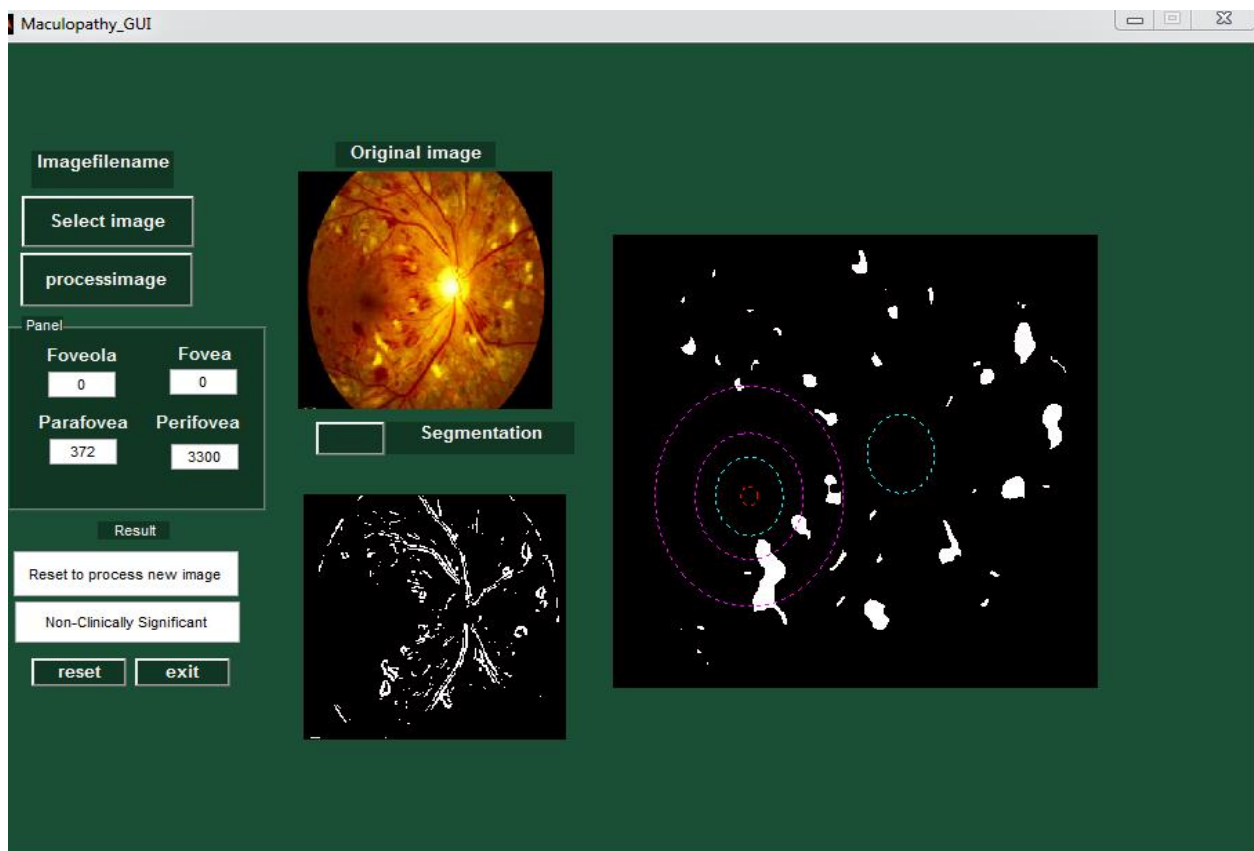 Maculopathy_GUI
Imagefilename
Select image
processimage
Panel
Foveola
Fovea
0
0
Parafovea
Perifovea
372
3300
Result
Reset to process new image
Non-Clinically Significant
reset
exit
Original image
Segmentation